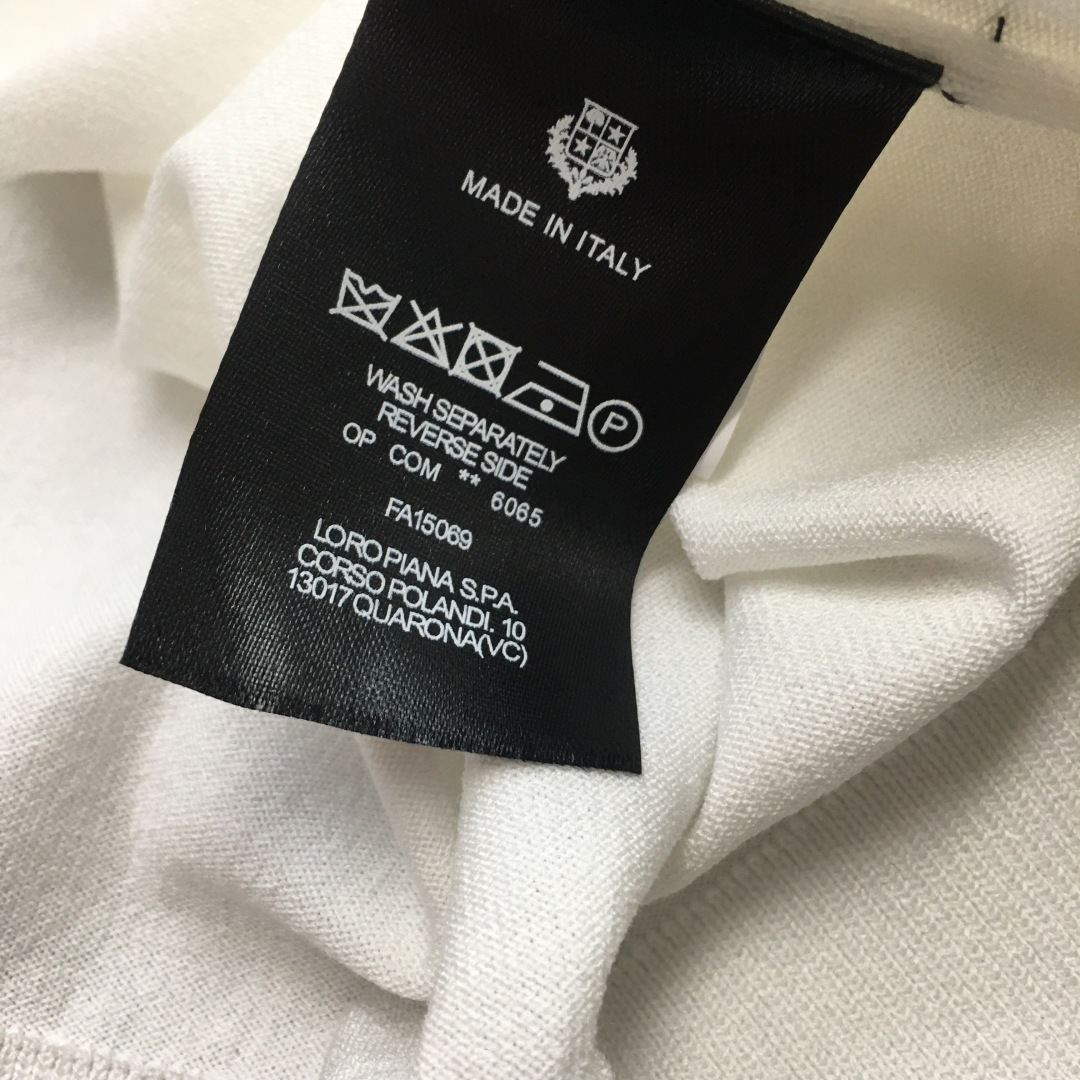 MADE IN ITALY
P
WASH SEPARATELY
REVERSE SIDE
OP COM ** 6065
FA15069
LORO PIANA S.P.A.
CORSO POLANDI. 10
13017 QUARONA(VC)